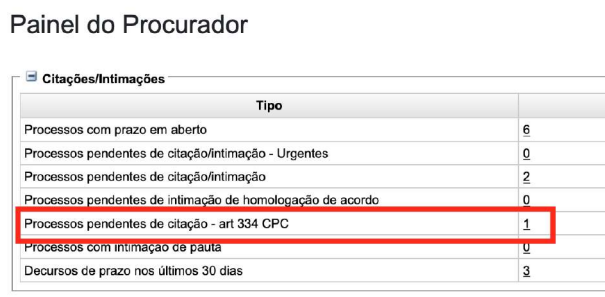 Painel do Procurador
Citações/Intimações
Tipo
Processos com prazo em aberto 6
Processos pendentes de citação/intimação - Urgentes 0
Processos pendentes de citação/intimação 2
Processos pendentes de intimação de homologação de acordo 0
Processos pendentes de citação - art 334 CPC 1
Processos com intimação de pauta 0
Decursos de prazo nos últimos 30 dias 3